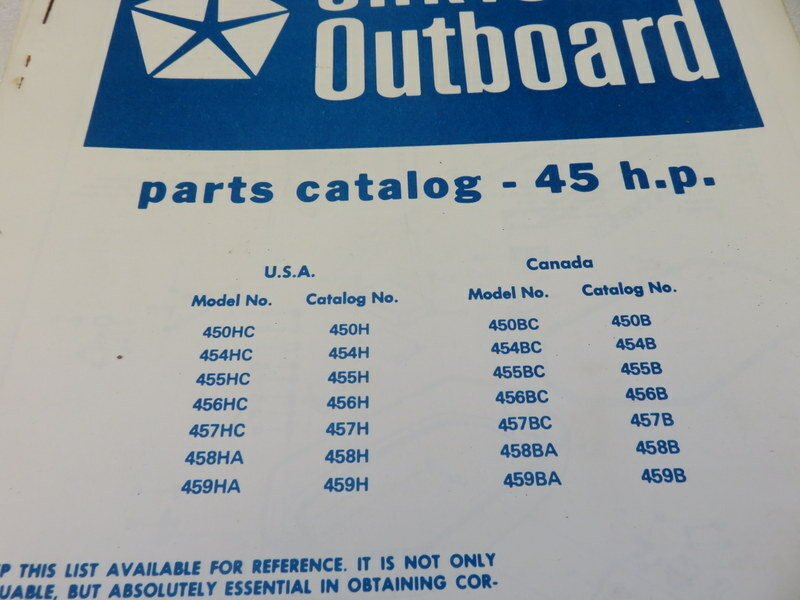 Outboard
parts catalog - 45 h.p.
U.S.A. Canada
Model No. Catalog No. Model No. Catalog No.
450HC 450H 450BC 450B
454HC 454H 454BC 454B
455HC 455H 455BC 455B
456HC 456H 456BC 456B
457HC 457H 457BC 457B
458HA 458H 458BA 458B
459HA 459H 459BA 459B
P THIS LIST AVAILABLE FOR REFERENCE. IT IS NOT ONLY
UABLE, BUT ABSOLUTELY ESSENTIAL IN OBTAINING COR-